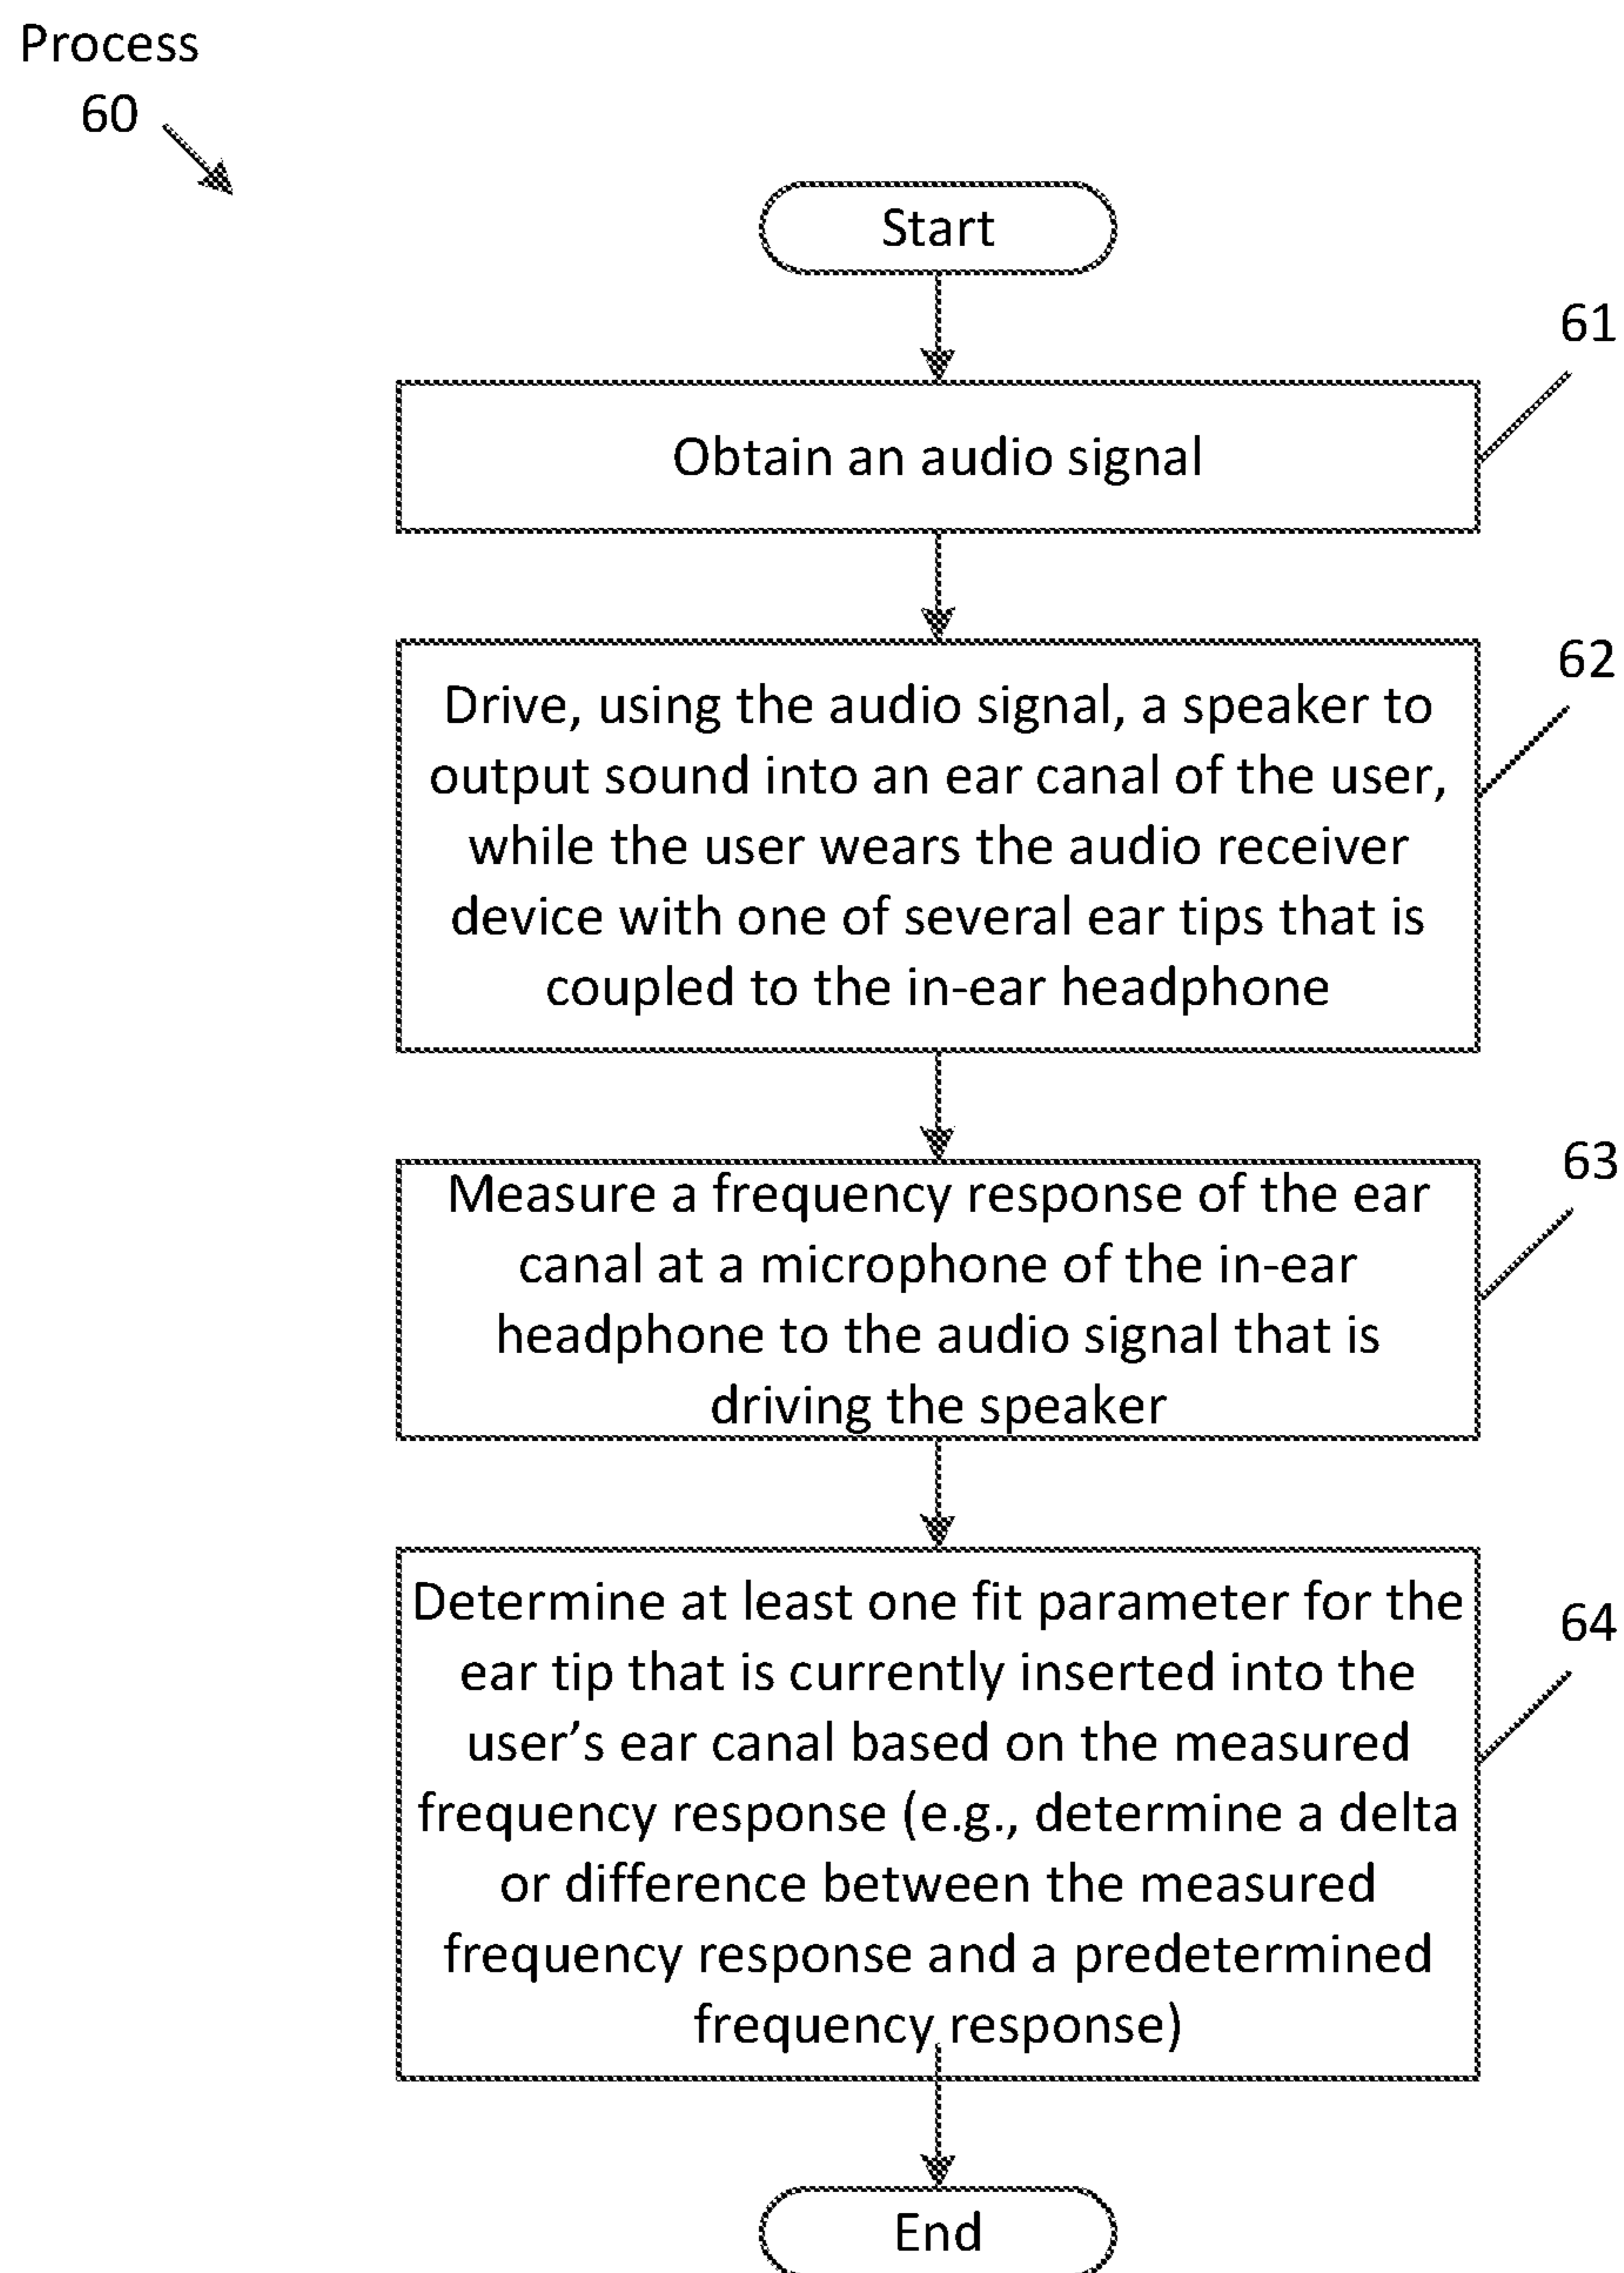 Process
60
Start
61
Obtain an audio signal
62
Drive, using the audio signal, a speaker to
output sound into an ear canal of the user,
while the user wears the audio receiver
device with one of several ear tips that is
coupled to the in-ear headphone
63
Measure a frequency response of the ear
canal at a microphone of the in-ear
headphone to the audio signal that is
driving the speaker
64
Determine at least one fit parameter for the
ear tip that is currently inserted into the
user’s ear canal based on the measured
frequency response (e.g., determine a delta
or difference between the measured
frequency response and a predetermined
frequency response)
End